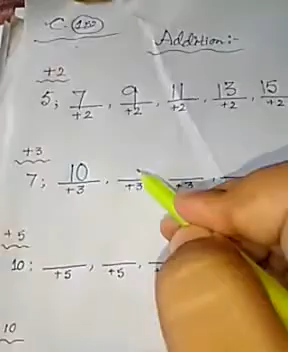 C. 
Addition:-
+2
5; 7, 9, 11, 13, 15
+2 +2 +2 +2 +2
+3
7; 10,
+3 +3 +3
+5
10:
+5, +5,
10